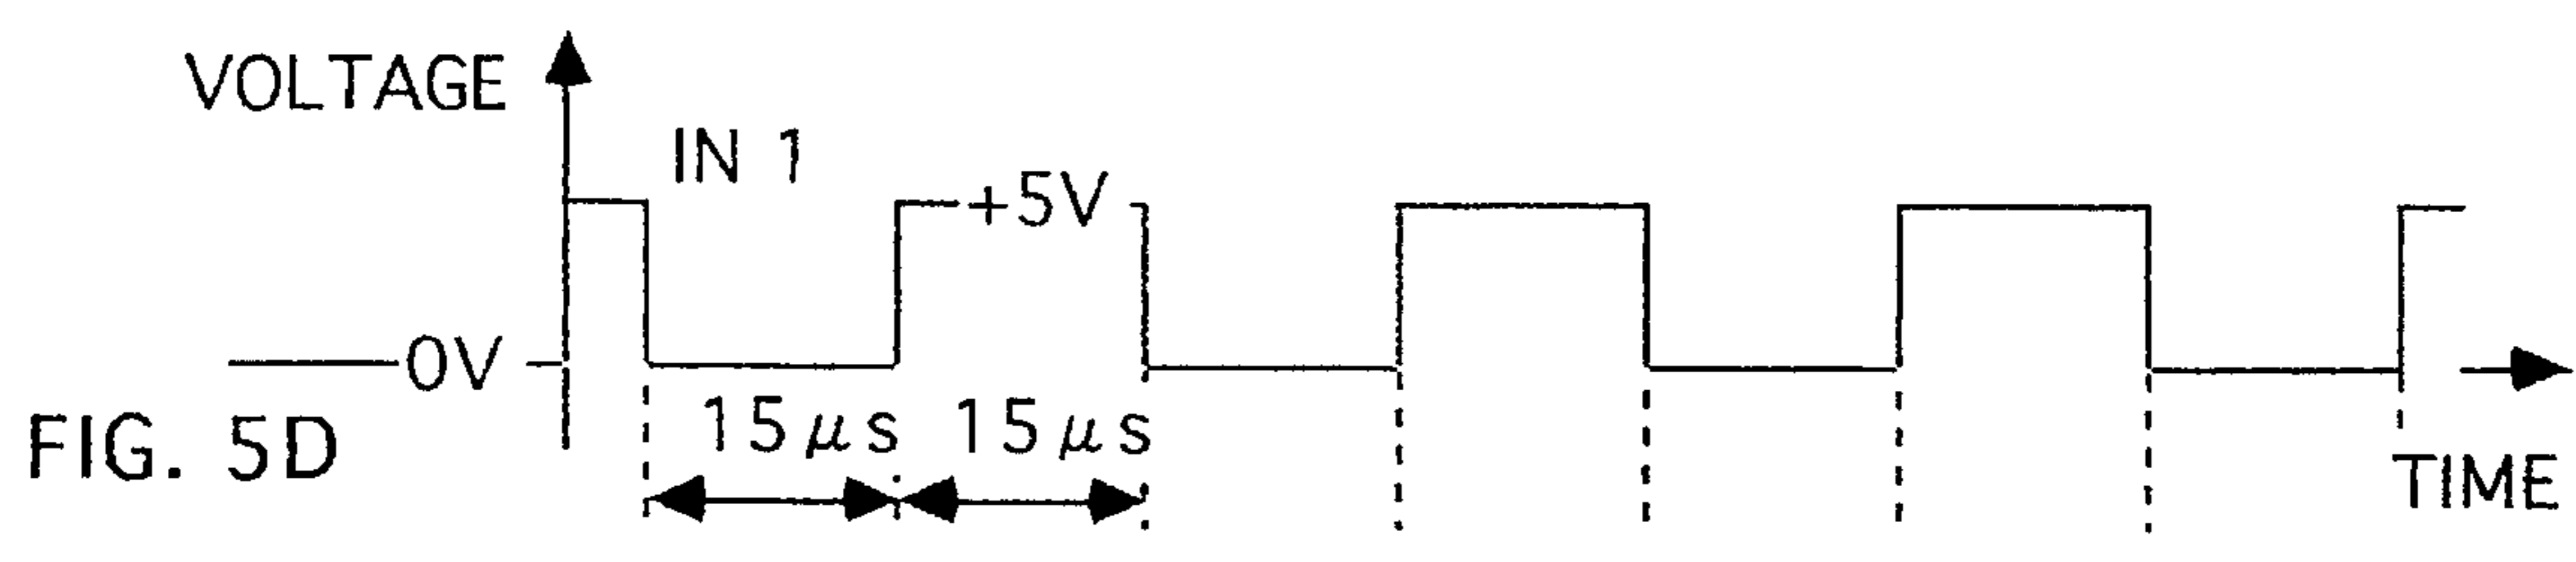 VOLTAGE
IN 1
+5V
0V
15μs 15μs
FIG. 5D
TIME